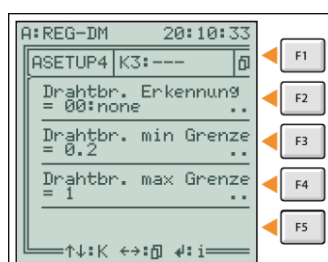 A:REG-DM 20:10:33
ASETUP4 K3:---
Drahtbr. Erkennung
= 00:none ..
Drahtbr. min Grenze
= 0.2 ..
Drahtbr. max Grenze
= 1 ..
↑↓:K ←→: ↲:i
F1
F2
F3
F4
F5